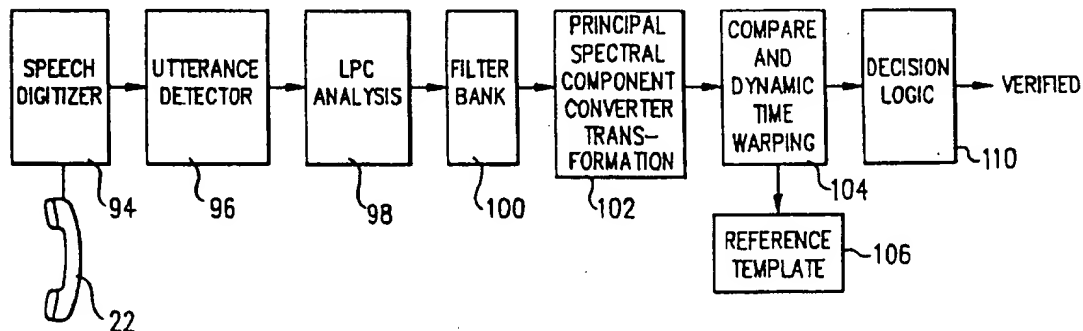 SPEECH
DIGITIZER
UTTERANCE
DETECTOR
LPC
ANALYSIS
FILTER
BANK
PRINCIPAL
SPECTRAL
COMPONENT
CONVERTER
TRANS-
FORMATION
COMPARE
AND
DYNAMIC
TIME
WARPING
DECISION
LOGIC
VERIFIED
94
96
98
100
102
104
110
REFERENCE
TEMPLATE
106
22